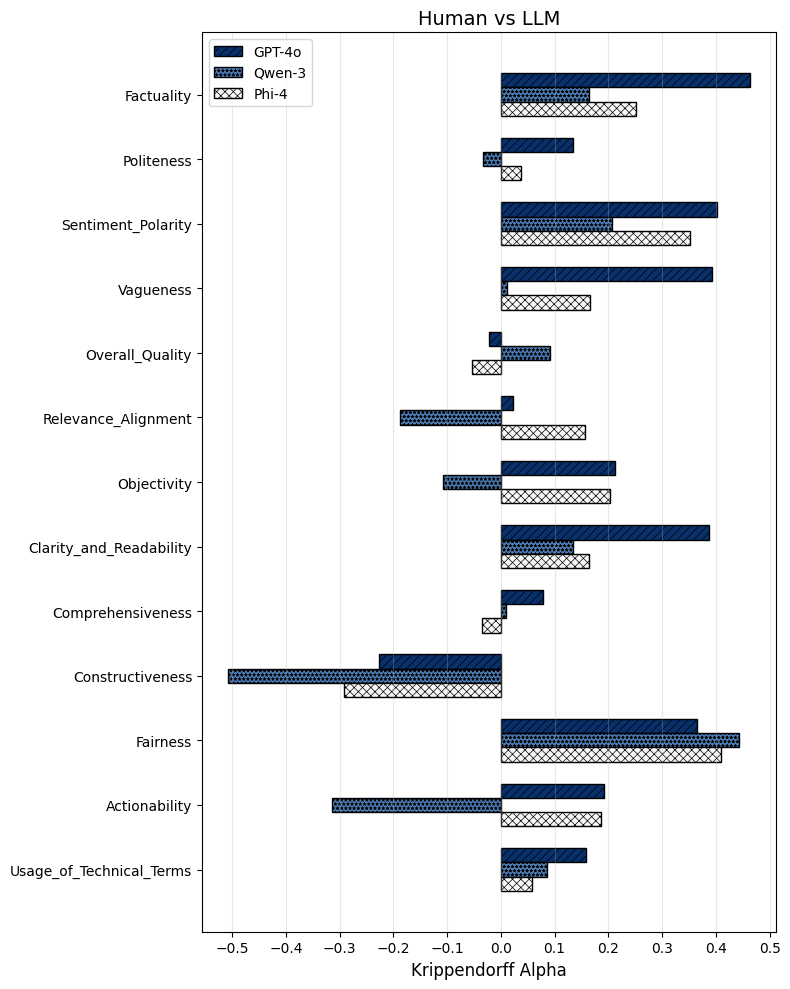 Human vs LLM
GPT-4o
Qwen-3
Phi-4
Factuality
Politeness
Sentiment_Polarity
Vagueness
Overall_Quality
Relevance_Alignment
Objectivity
Clarity_and_Readability
Comprehensiveness
Constructiveness
Fairness
Actionability
Usage_of_Technical_Terms
−0.5 −0.4 −0.3 −0.2 −0.1 0.0 0.1 0.2 0.3 0.4 0.5
Krippendorff Alpha